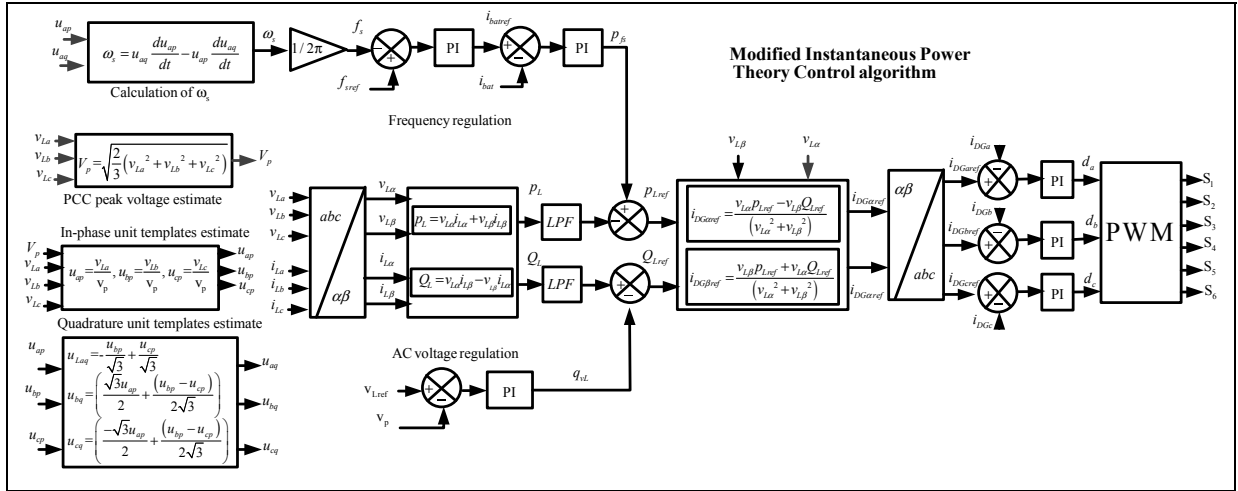 u_ap
u_aq
ω_s = u_aq du_ap/dt − u_ap du_aq/dt
Calculation of ω_s
ω_s
1/2π
f_s
−
+
f_sref
PI
i_batref
+
−
i_bat
PI
p_fs
Frequency regulation
Modified Instantaneous Power
Theory Control algorithm
v_La
v_Lb
v_Lc
V_p = √(2/3 (v_La² + v_Lb² + v_Lc²))
V_p
PCC peak voltage estimate
In-phase unit templates estimate
V_p
v_La
v_Lb
v_Lc
u_ap = v_La/v_p, u_bp = v_Lb/v_p, u_cp = v_Lc/v_p
u_ap
u_bp
u_cp
Quadrature unit templates estimate
u_ap
u_bp
u_cp
u_Laq = -u_bp/√3 + u_cp/√3
u_bq = (√3u_ap/2 + (u_bp − u_cp)/2√3)
u_cq = (−√3u_ap/2 + (u_bp − u_cp)/2√3)
u_aq
u_bq
u_cq
v_La
v_Lb
v_Lc
i_La
i_Lb
i_Lc
abc
αβ
v_Lα
v_Lβ
i_Lα
i_Lβ
p_L = v_Lα i_Lα + v_Lβ i_Lβ
Q_L = v_Lα i_Lβ − v_Lβ i_Lα
p_L
LPF
Q_L
LPF
+
−
p_Lref
Q_Lref
+
−
AC voltage regulation
v_Lref
v_p
+
−
PI
q_vL
v_Lβ
v_Lα
i_DGαref = (v_Lα p_Lref − v_Lβ Q_Lref)/(v_Lα² + v_Lβ²)
i_DGβref = (v_Lβ p_Lref + v_Lα Q_Lref)/(v_Lα² + v_Lβ²)
i_DGαref
i_DGαref
αβ
abc
i_DGa
i_DGaref
−
+
PI
d_a
i_DGb
i_DGbref
−
+
PI
d_b
i_DGcref
+
−
i_DGc
PI
d_c
PWM
S_1
S_2
S_3
S_4
S_5
S_6